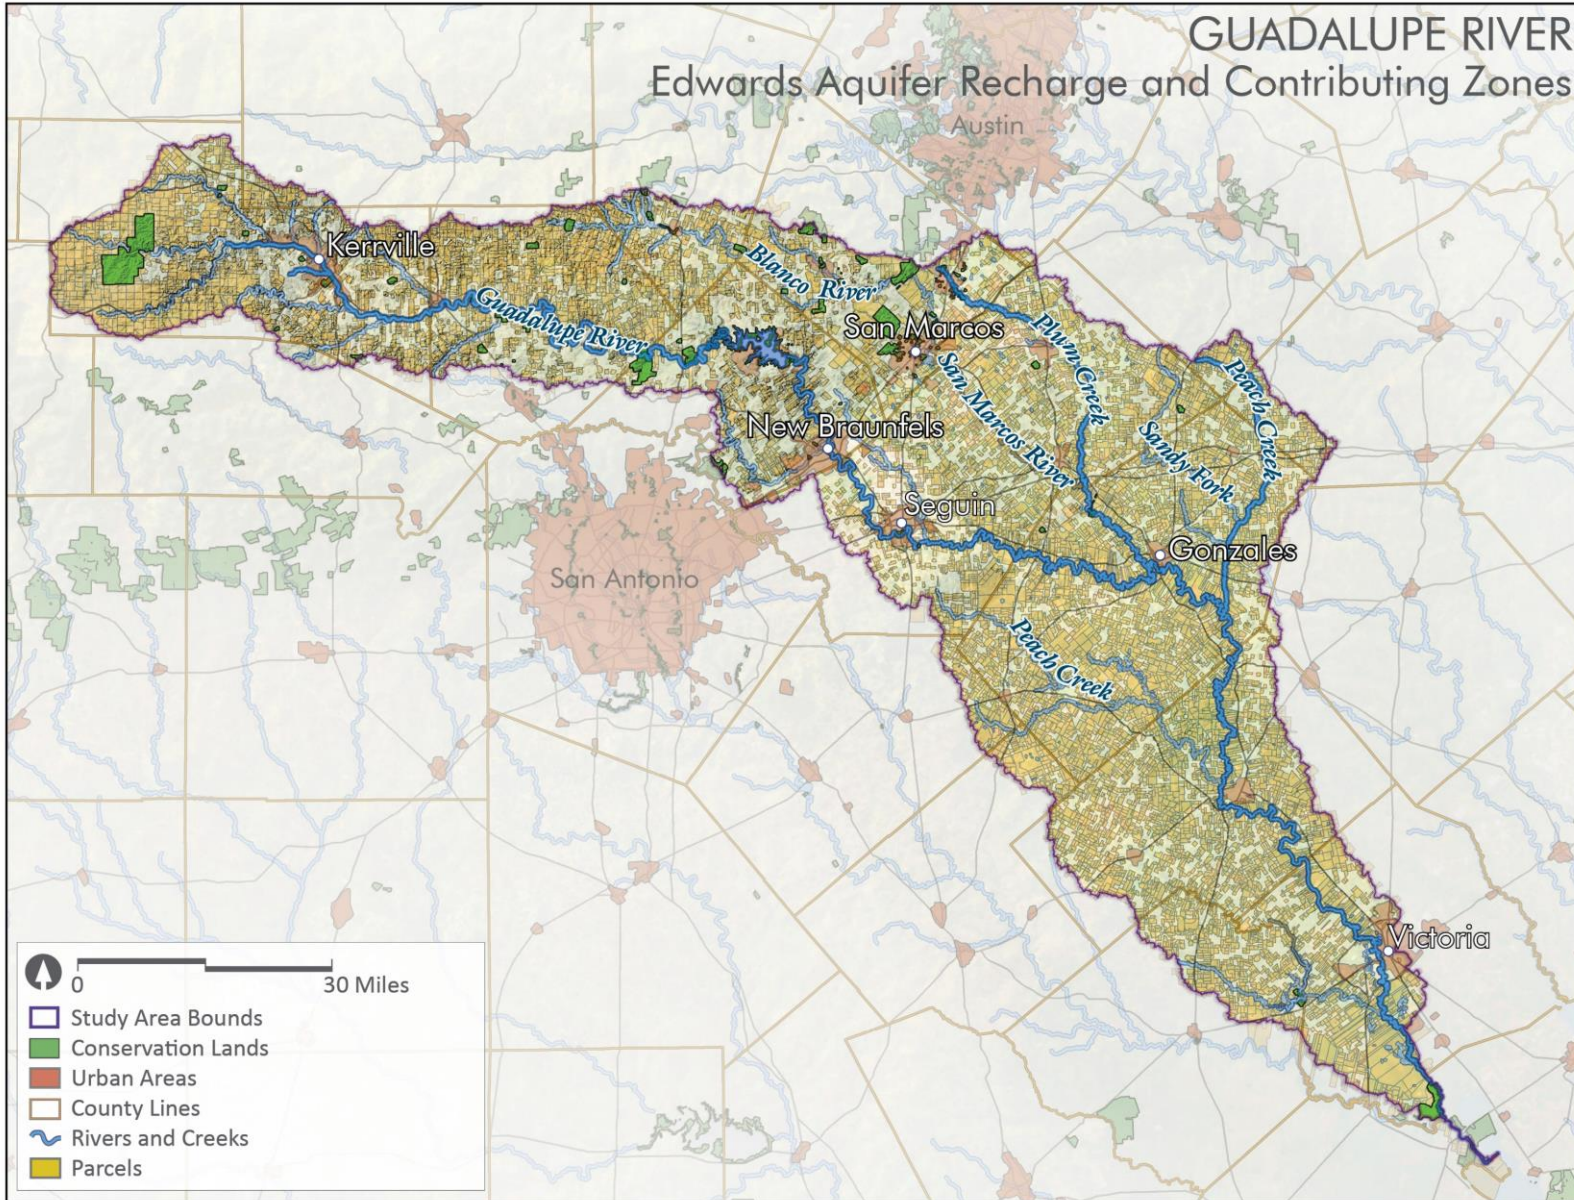 GUADALUPE RIVER
Edwards Aquifer Recharge and Contributing Zones
Austin
Kerrville
Blanco River
Guadalupe River
San Marcos
Plum Creek
Peach Creek
San Marcos River
New Braunfels
Sandy Fork
Seguin
Gonzales
San Antonio
Peach Creek
Victoria
0 30 Miles
Study Area Bounds
Conservation Lands
Urban Areas
County Lines
Rivers and Creeks
Parcels